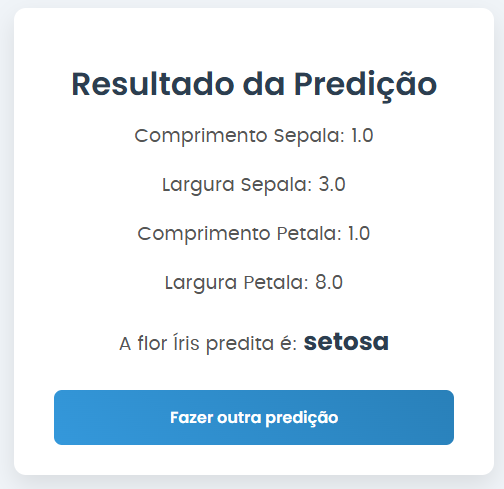 Resultado da Predição
Comprimento Sepala: 1.0
Largura Sepala: 3.0
Comprimento Petala: 1.0
Largura Petala: 8.0
A flor Íris predita é: setosa
Fazer outra predição